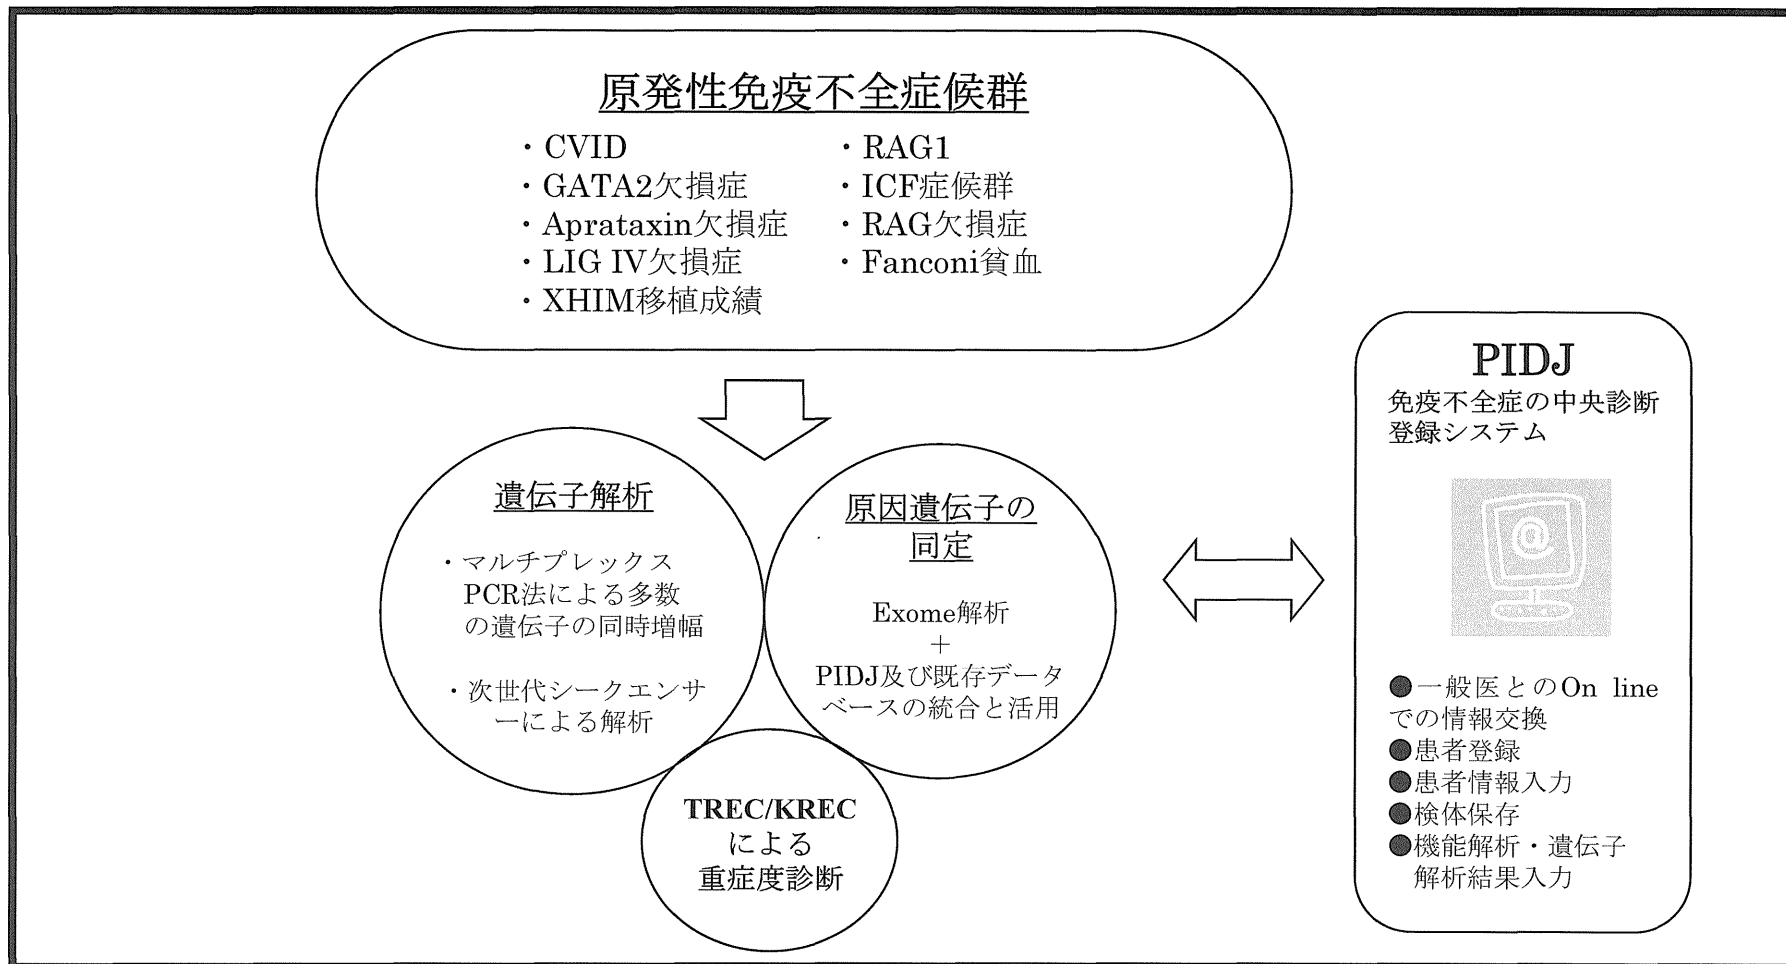 原発性免疫不全症候群
・CVID
・GATA2欠損症
・Aprataxin欠損症
・LIG IV欠損症
・XHIM移植成績
・RAG1
・ICF症候群
・RAG欠損症
・Fanconi貧血
遺伝子解析
・マルチプレックス
PCR法による多数
の遺伝子の同時増幅
・次世代シークエンサ
ーによる解析
原因遺伝子の
同定
Exome解析
＋
PIDJ及び既存データ
ベースの統合と活用
TREC/KREC
による
重症度診断
PIDJ
免疫不全症の中央診断
登録システム
@
●一般医とのOn line
での情報交換
●患者登録
●患者情報入力
●検体保存
●機能解析・遺伝子
解析結果入力